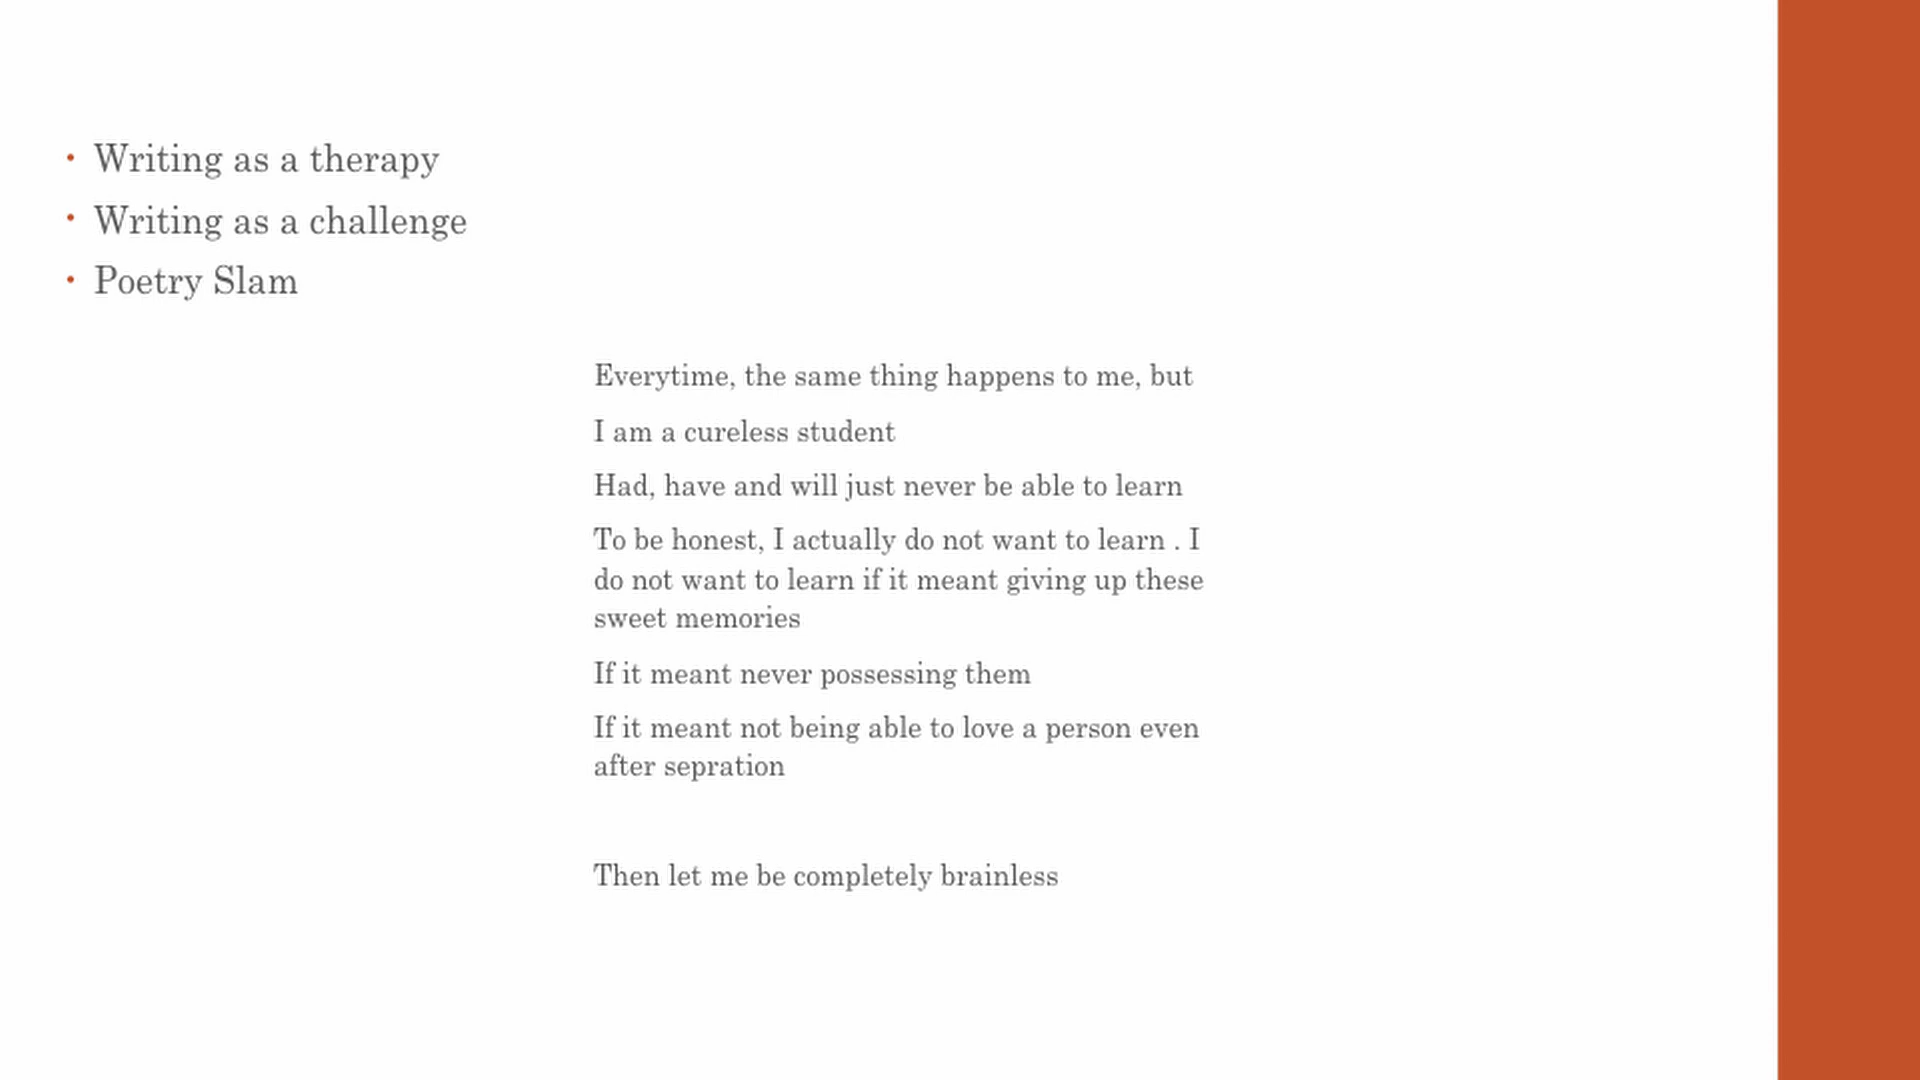 • Writing as a therapy
• Writing as a challenge
• Poetry Slam
Everytime, the same thing happens to me, but
I am a cureless student
Had, have and will just never be able to learn
To be honest, I actually do not want to learn . I
do not want to learn if it meant giving up these
sweet memories
If it meant never possessing them
If it meant not being able to love a person even
after sepration
Then let me be completely brainless